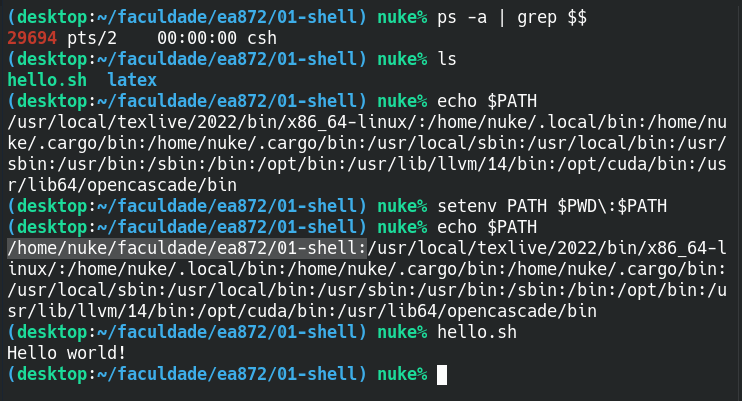 (desktop:~/faculdade/ea872/01-shell) nuke% ps -a | grep $$
29694 pts/2    00:00:00 csh
(desktop:~/faculdade/ea872/01-shell) nuke% ls
hello.sh  latex
(desktop:~/faculdade/ea872/01-shell) nuke% echo $PATH
/usr/local/texlive/2022/bin/x86_64-linux/:/home/nuke/.local/bin:/home/nu
ke/.cargo/bin:/home/nuke/.cargo/bin:/usr/local/sbin:/usr/local/bin:/usr/
sbin:/usr/bin:/sbin:/bin:/opt/bin:/usr/lib/llvm/14/bin:/opt/cuda/bin:/us
r/lib64/opencascade/bin
(desktop:~/faculdade/ea872/01-shell) nuke% setenv PATH $PWD\:$PATH
(desktop:~/faculdade/ea872/01-shell) nuke% echo $PATH
/home/nuke/faculdade/ea872/01-shell:/usr/local/texlive/2022/bin/x86_64-l
inux/:/home/nuke/.local/bin:/home/nuke/.cargo/bin:/home/nuke/.cargo/bin:
/usr/local/sbin:/usr/local/bin:/usr/sbin:/usr/bin:/sbin:/bin:/opt/bin:/u
sr/lib/llvm/14/bin:/opt/cuda/bin:/usr/lib64/opencascade/bin
(desktop:~/faculdade/ea872/01-shell) nuke% hello.sh
Hello world!
(desktop:~/faculdade/ea872/01-shell) nuke%